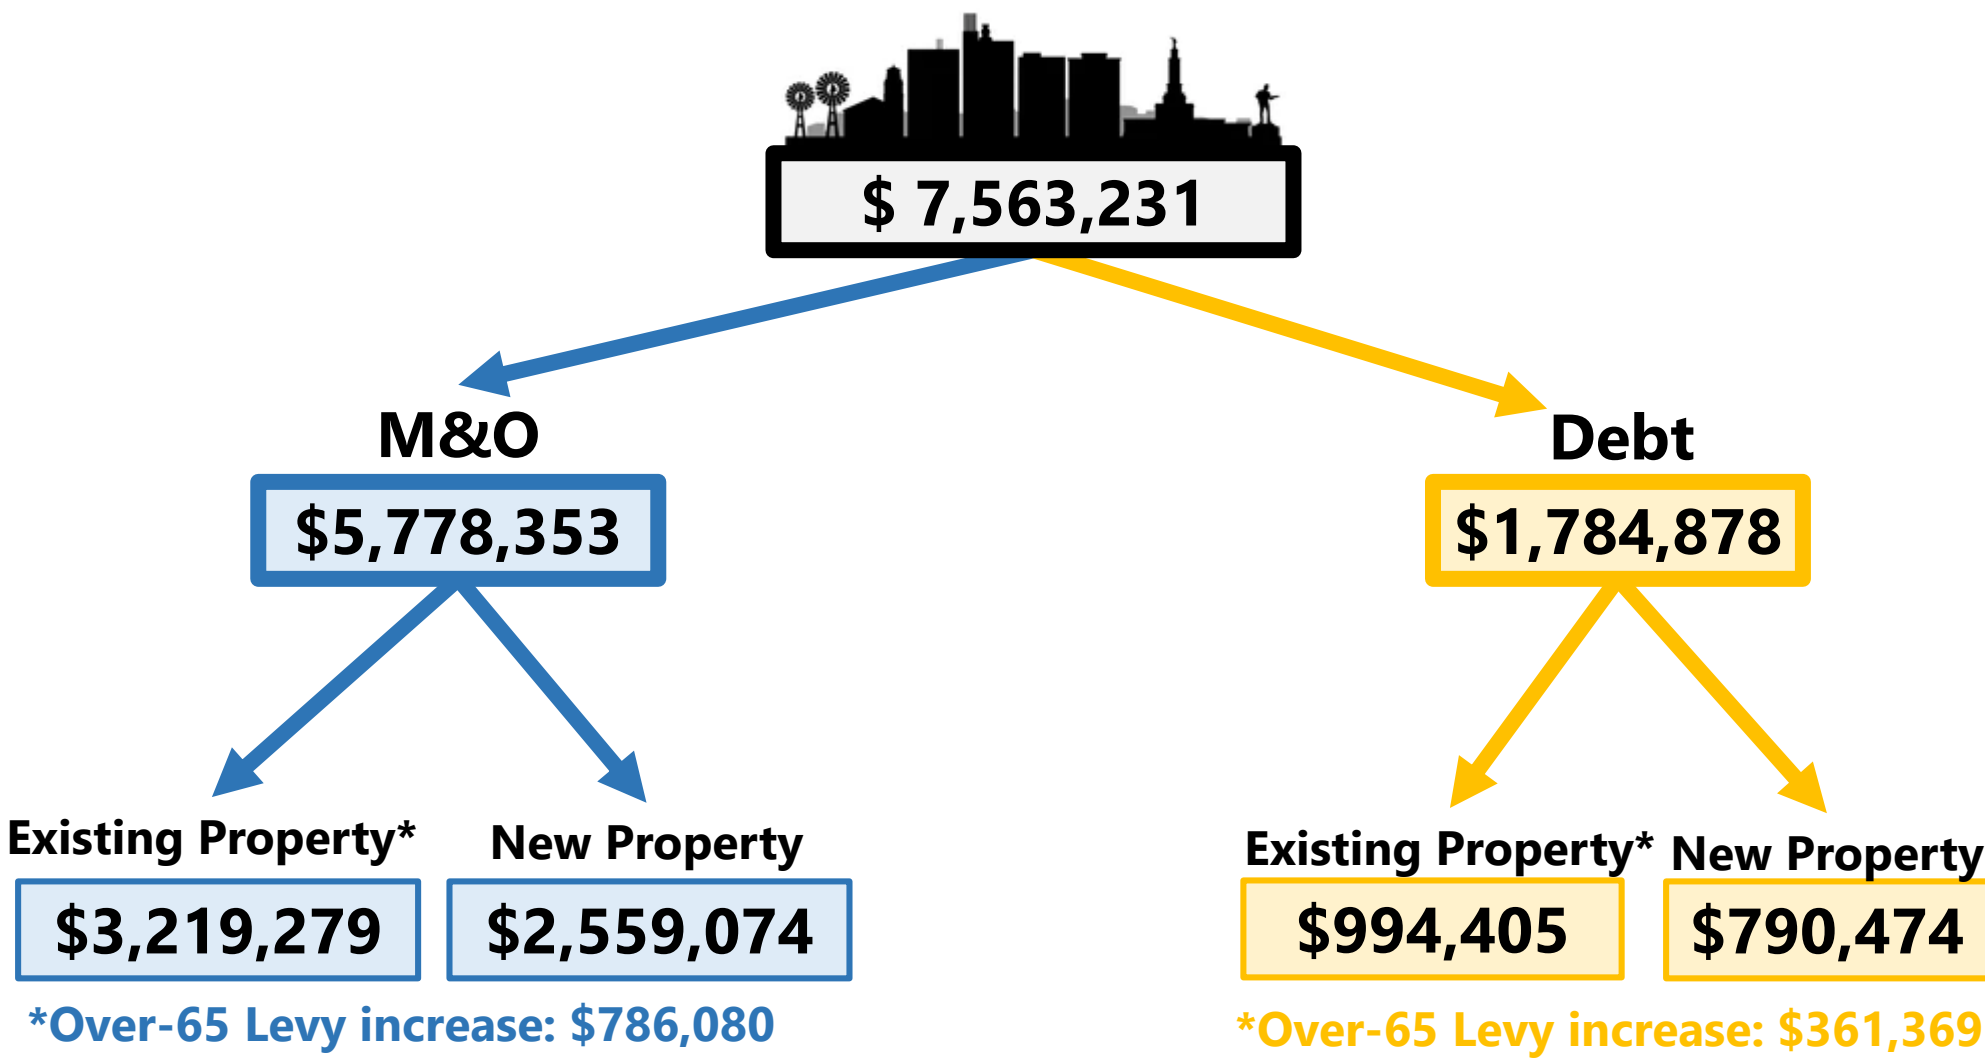 $ 7,563,231
M&O
$5,778,353
Existing Property*
$3,219,279
New Property
$2,559,074
*Over-65 Levy increase: $786,080
Debt
$1,784,878
Existing Property*
$994,405
New Property
$790,474
*Over-65 Levy increase: $361,369